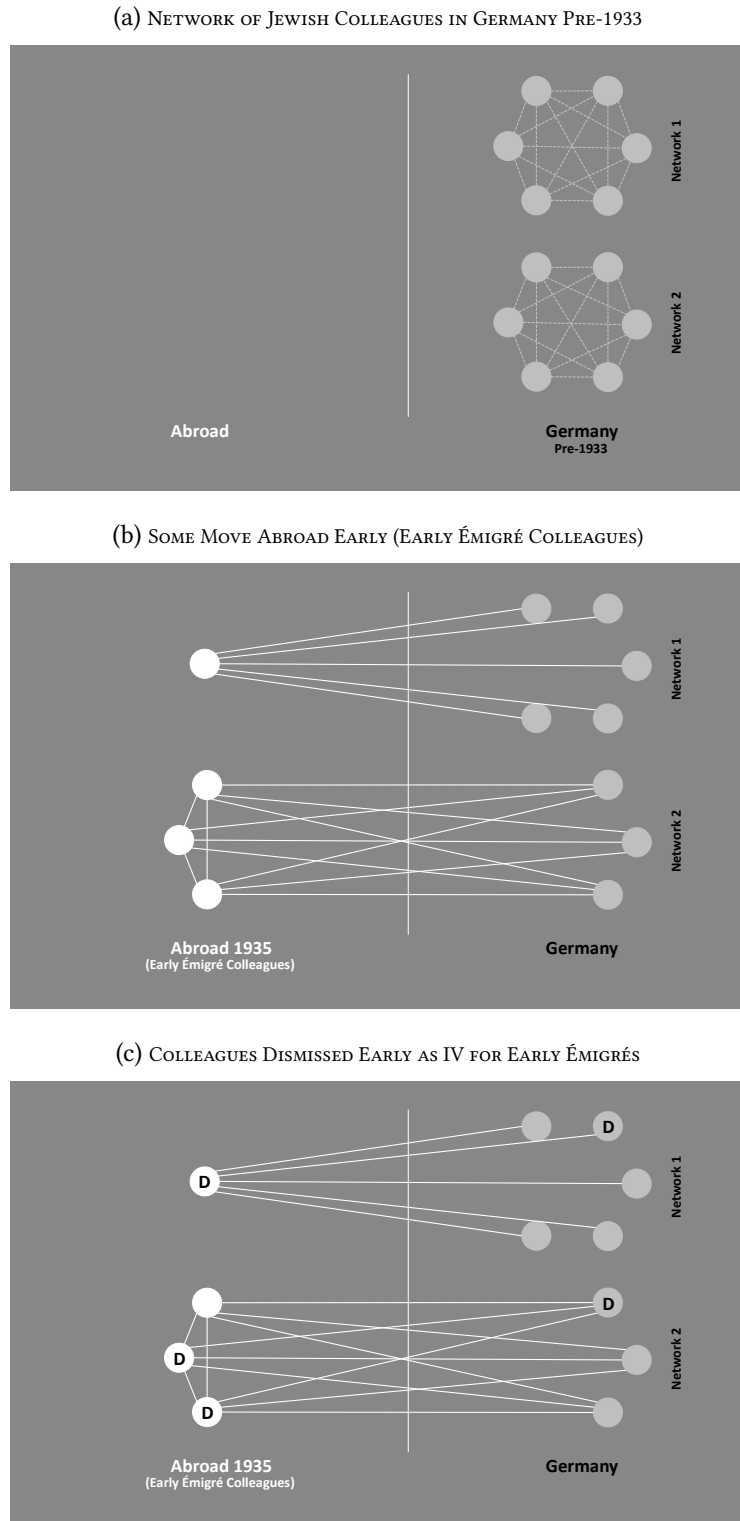 (a) Network of Jewish Colleagues in Germany Pre-1933
Network 1
Network 2
Abroad
Germany
Pre-1933
(b) Some Move Abroad Early (Early Émigré Colleagues)
Network 1
Network 2
Abroad 1935
(Early Émigré Colleagues)
Germany
(c) Colleagues Dismissed Early as IV for Early Émigrés
D
D
Network 1
D
D
D
Network 2
Abroad 1935
(Early Émigré Colleagues)
Germany